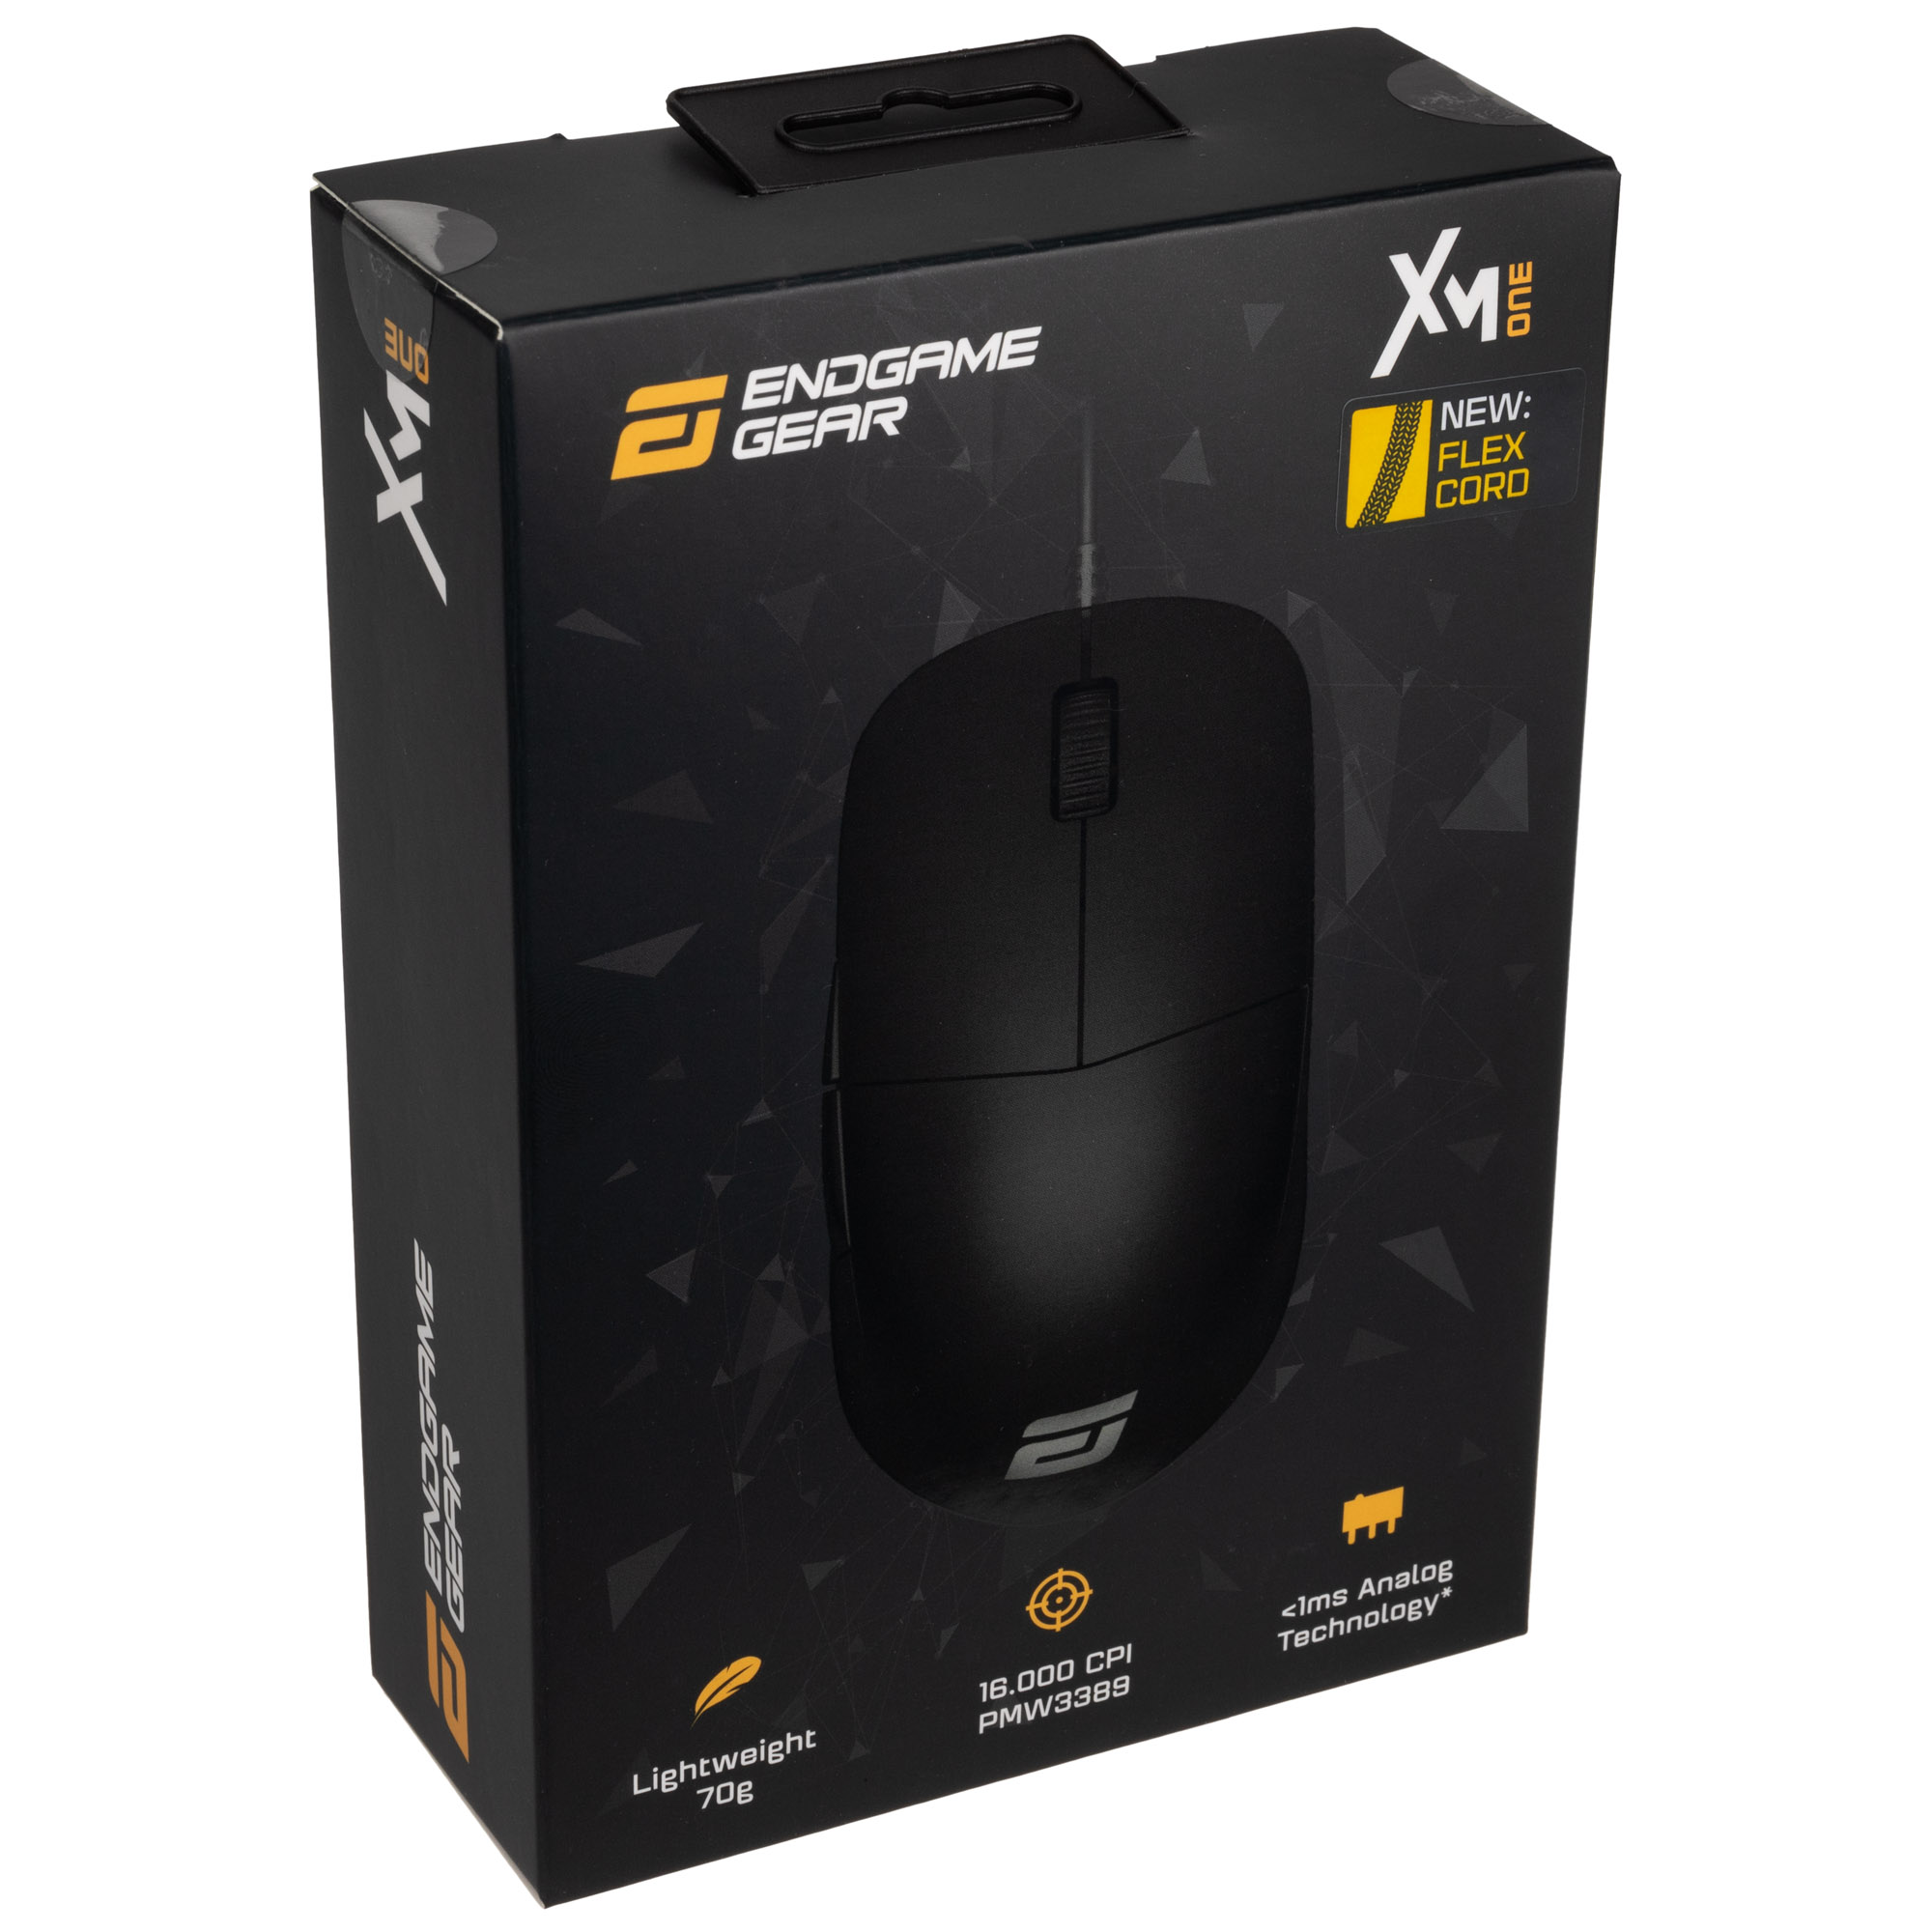 XM ONE
ENDGAME
GEAR
ENDGAME
GEAR
XM ONE
NEW:
FLEX
CORD
Lightweight
70g
16.000 CPI
PMW3389
<1ms Analog
Technology*